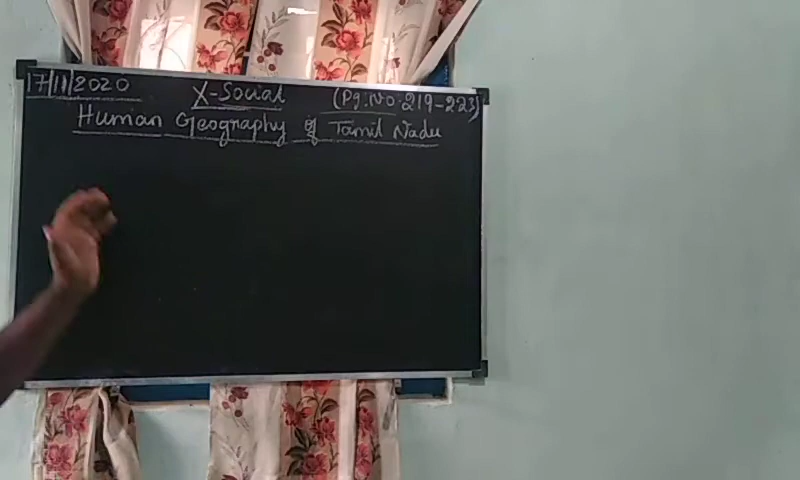 17/11/2020 X-Social (Pg:No:219-223)
Human Geography of Tamil Nadu